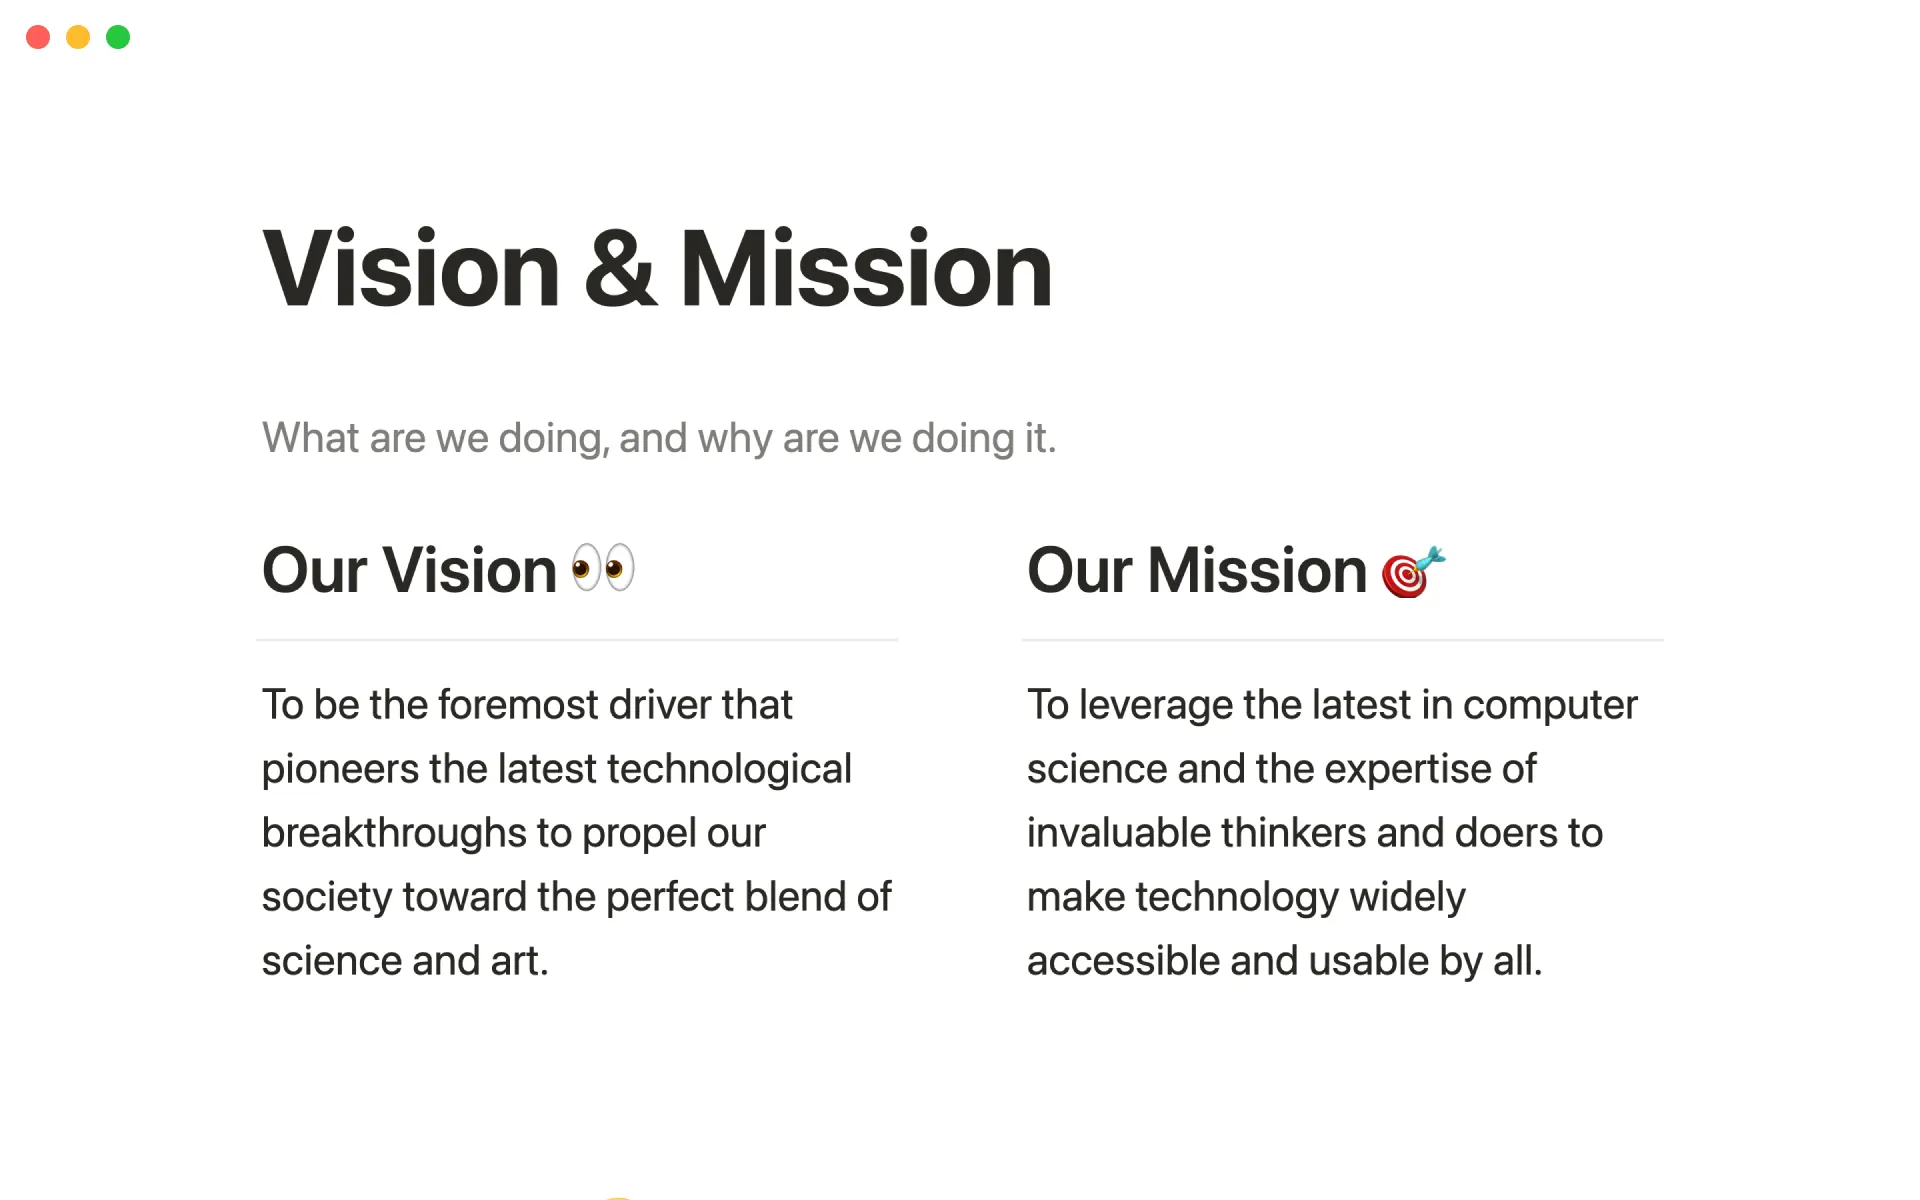 Vision & Mission
What are we doing, and why are we doing it.
Our Vision 👀
To be the foremost driver that
pioneers the latest technological
breakthroughs to propel our
society toward the perfect blend of
science and art.
Our Mission 🎯
To leverage the latest in computer
science and the expertise of
invaluable thinkers and doers to
make technology widely
accessible and usable by all.